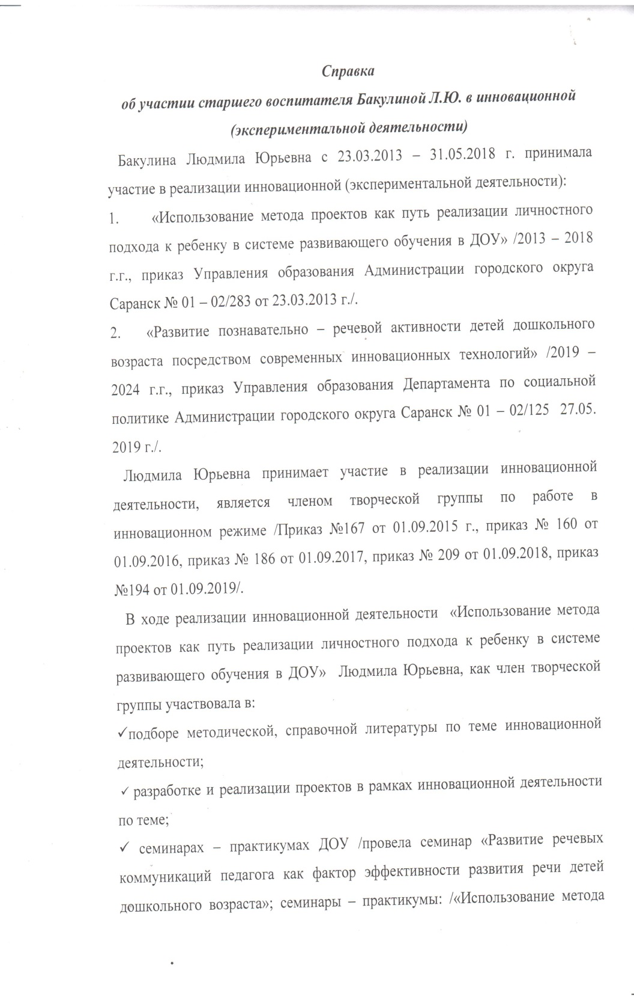 Справка
об участии старшего воспитателя Бакулиной Л.Ю. в инновационной
(экспериментальной деятельности)
Бакулина Людмила Юрьевна с 23.03.2013 – 31.05.2018 г. принимала
участие в реализации инновационной (экспериментальной деятельности):
1. «Использование метода проектов как путь реализации личностного
подхода к ребенку в системе развивающего обучения в ДОУ» /2013 – 2018
г.г., приказ Управления образования Администрации городского округа
Саранск № 01 – 02/283 от 23.03.2013 г./.
2. «Развитие познавательно – речевой активности детей дошкольного
возраста посредством современных инновационных технологий» /2019 –
2024 г.г., приказ Управления образования Департамента по социальной
политике Администрации городского округа Саранск № 01 – 02/125 27.05.
2019 г./.
Людмила Юрьевна принимает участие в реализации инновационной
деятельности, является членом творческой группы по работе в
инновационном режиме /Приказ №167 от 01.09.2015 г., приказ № 160 от
01.09.2016, приказ № 186 от 01.09.2017, приказ № 209 от 01.09.2018, приказ
№194 от 01.09.2019/.
В ходе реализации инновационной деятельности «Использование метода
проектов как путь реализации личностного подхода к ребенку в системе
развивающего обучения в ДОУ» Людмила Юрьевна, как член творческой
группы участвовала в:
✓подборе методической, справочной литературы по теме инновационной
деятельности;
✓ разработке и реализации проектов в рамках инновационной деятельности
по теме;
✓ семинарах – практикумах ДОУ /провела семинар «Развитие речевых
коммуникаций педагога как фактор эффективности развития речи детей
дошкольного возраста»; семинары – практикумы: /«Использование метода